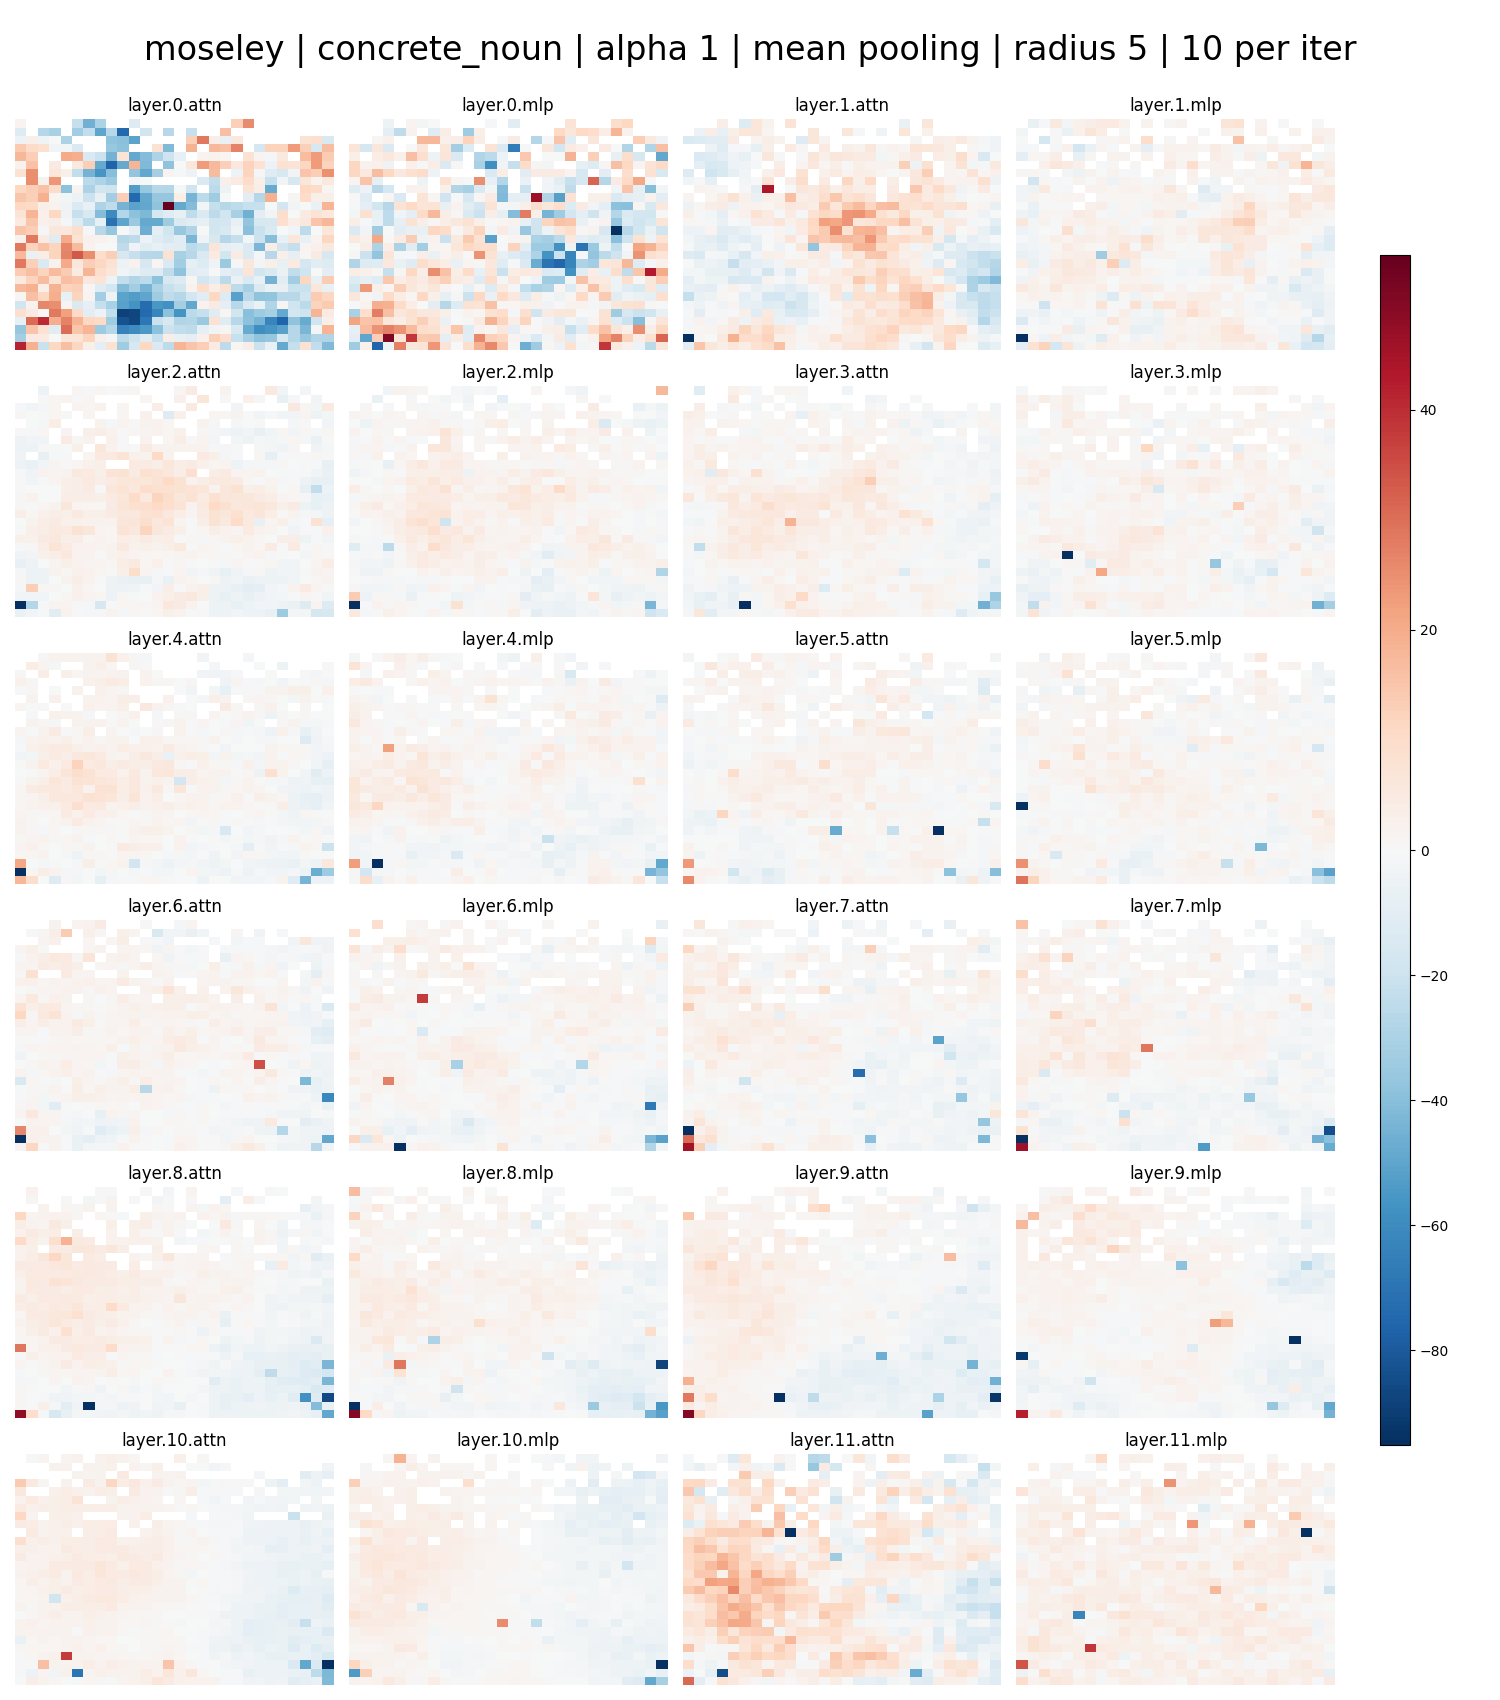 moseley | concrete_noun | alpha 1 | mean pooling | radius 5 | 10 per iter
layer.0.attn layer.0.mlp layer.1.attn layer.1.mlp
layer.2.attn layer.2.mlp layer.3.attn layer.3.mlp
layer.4.attn layer.4.mlp layer.5.attn layer.5.mlp
layer.6.attn layer.6.mlp layer.7.attn layer.7.mlp
layer.8.attn layer.8.mlp layer.9.attn layer.9.mlp
layer.10.attn layer.10.mlp layer.11.attn layer.11.mlp
40
20
0
−20
−40
−60
−80